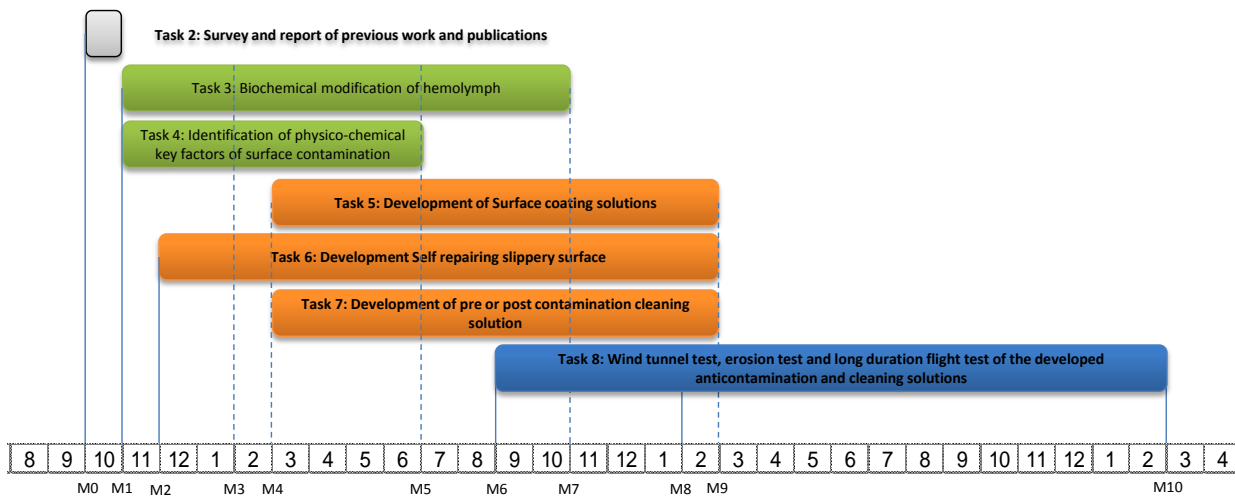 Task 2: Survey and report of previous work and publications
Task 3: Biochemical modification of hemolymph
Task 4: Identification of physico-chemical
key factors of surface contamination
Task 5: Development of Surface coating solutions
Task 6: Development Self repairing slippery surface
Task 7: Development of pre or post contamination cleaning
solution
Task 8: Wind tunnel test, erosion test and long duration flight test of the developed
anticontamination and cleaning solutions
8 9 10 11 12 1 2 3 4 5 6 7 8 9 10 11 12 1 2 3 4 5 6 7 8 9 10 11 12 1 2 3 4
M0 M1 M2 M3 M4 M5 M6 M7 M8 M9 M10